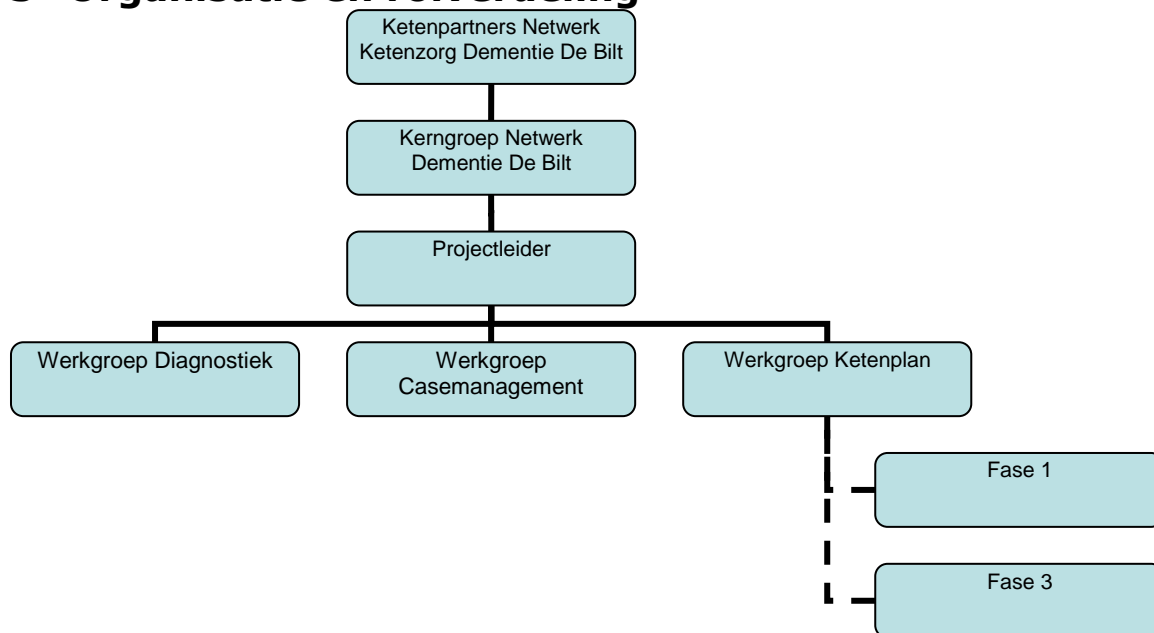 Ketenpartners Netwerk
Ketenzorg Dementie De Bilt
Kerngroep Netwerk
Dementie De Bilt
Projectleider
Werkgroep Diagnostiek
Werkgroep
Casemanagement
Werkgroep Ketenplan
Fase 1
Fase 3